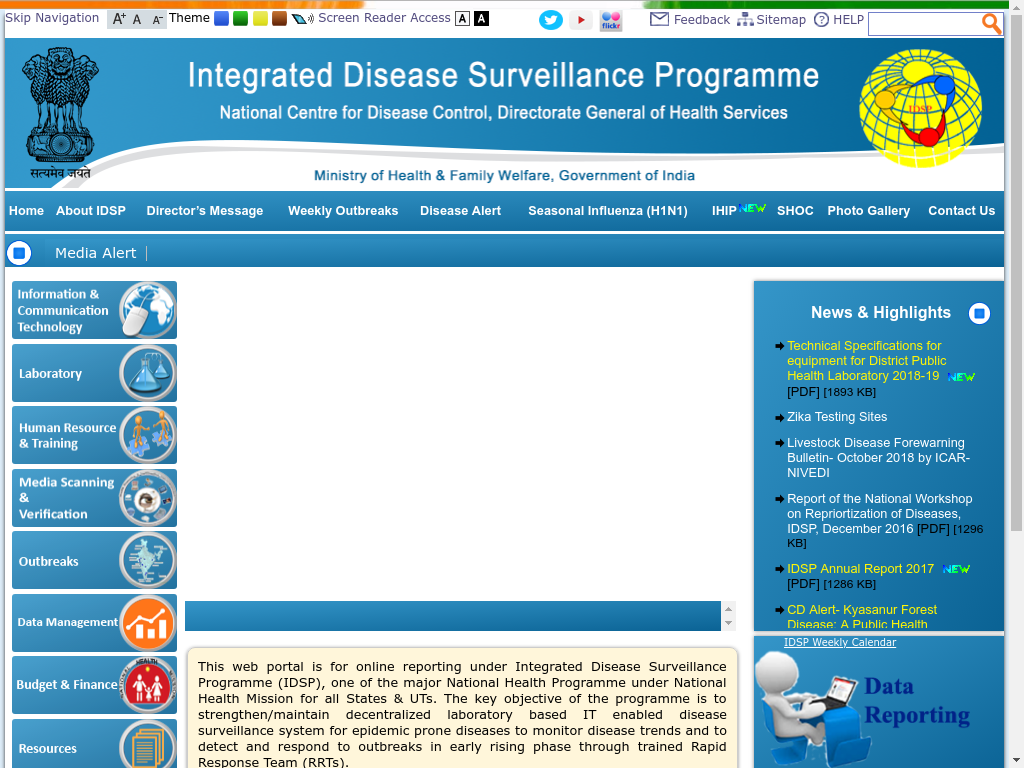 Skip Navigation A+ A A- Theme Screen Reader Access A A Feedback Sitemap ? HELP
flickr
Integrated Disease Surveillance Programme
National Centre for Disease Control, Directorate General of Health Services
IDSP
सत्यमेव जयते
Ministry of Health & Family Welfare, Government of India
Home About IDSP Director's Message Weekly Outbreaks Disease Alert Seasonal Influenza (H1N1) IHIP NEW SHOC Photo Gallery Contact Us
Media Alert
Information &
Communication
Technology
Laboratory
Human Resource
& Training
Media Scanning
&
Verification
Outbreaks
Data Management
Budget & Finance
HEALTH
Resources
This web portal is for online reporting under Integrated Disease Surveillance
Programme (IDSP), one of the major National Health Programme under National
Health Mission for all States & UTs. The key objective of the programme is to
strengthen/maintain decentralized laboratory based IT enabled disease
surveillance system for epidemic prone diseases to monitor disease trends and to
detect and respond to outbreaks in early rising phase through trained Rapid
Response Team (RRTs).
News & Highlights
Technical Specifications for
equipment for District Public
Health Laboratory 2018-19 NEW
[PDF] [1893 KB]
Zika Testing Sites
Livestock Disease Forewarning
Bulletin- October 2018 by ICAR-
NIVEDI
Report of the National Workshop
on Repriortization of Diseases,
IDSP, December 2016 [PDF] [1296
KB]
IDSP Annual Report 2017 NEW
[PDF] [1286 KB]
CD Alert- Kyasanur Forest
Disease: A Public Health
IDSP Weekly Calendar
Data
Reporting